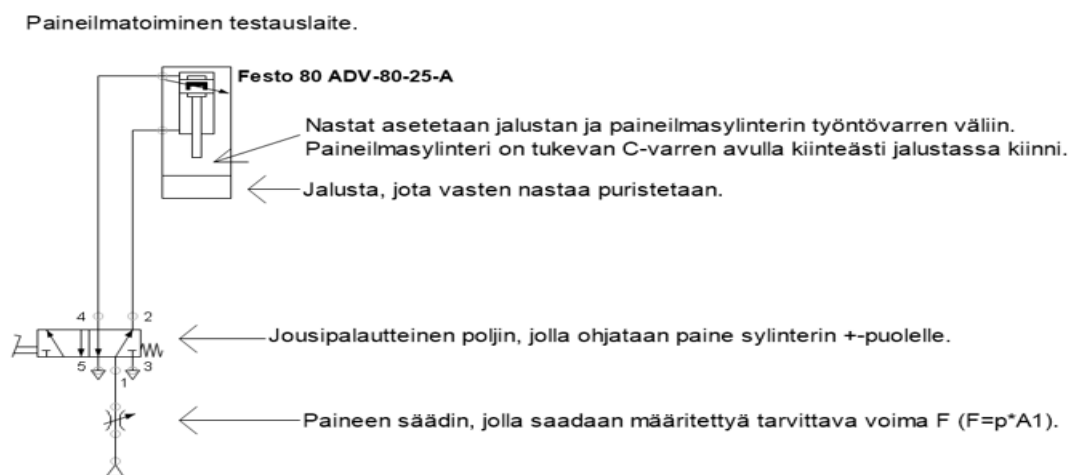 Paineilmatoiminen testauslaite.
Festo 80 ADV-80-25-A
Nastat asetetaan jalustan ja paineilmasylinterin työntövarren väliin.
Paineilmasylinteri on tukevan C-varren avulla kiinteästi jalustassa kiinni.
Jalusta, jota vasten nastaa puristetaan.
4 2
Jousipalautteinen poljin, jolla ohjataan paine sylinterin +-puolelle.
5 3
1
Paineen säädin, jolla saadaan määritettyä tarvittava voima F (F=p*A1).